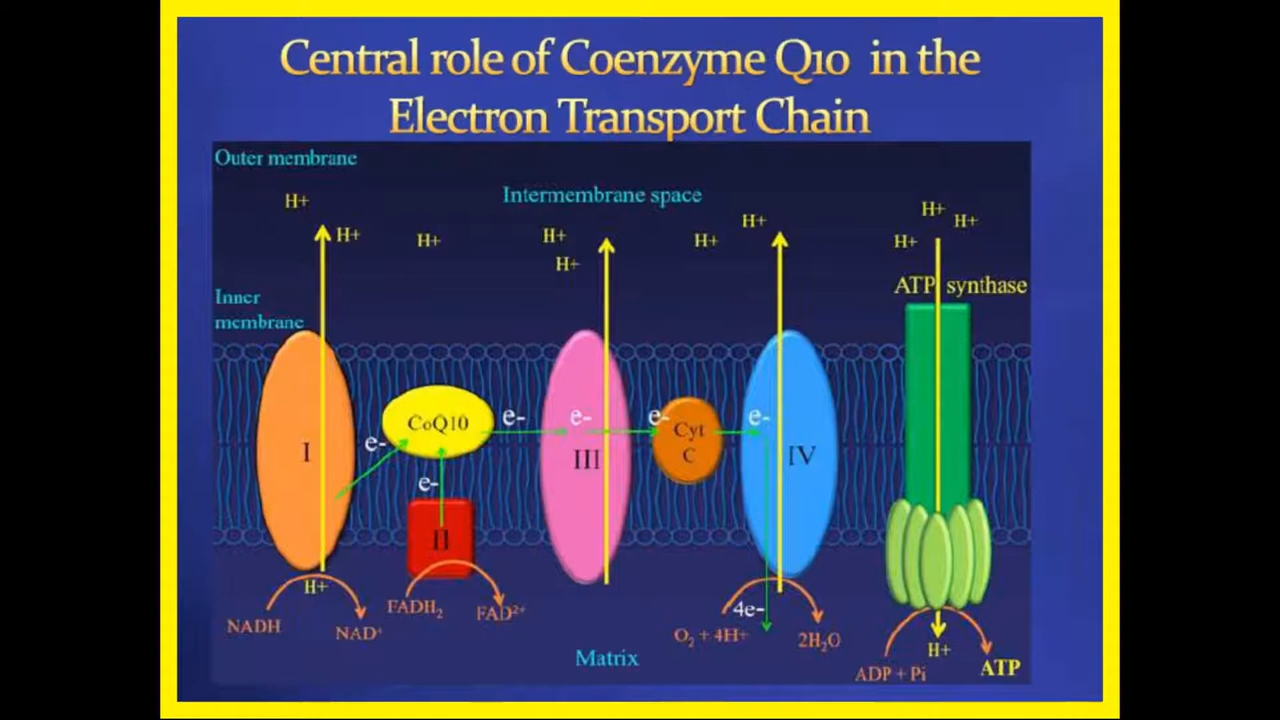 Central role of Coenzyme Q10 in the
Electron Transport Chain
Outer membrane
Intermembrane space
H+
H+
H+
H+
H+
H+
H+
H+
H+
H+
ATP synthase
Inner
membrane
CoQ10
e-
e-
e-
e-
Cyt
C
e-
e-
I
III
IV
II
H+
NADH
NAD+
FADH₂
FAD²⁺
4e-
O₂ + 4H+
2H₂O
H+
ADP + Pi
ATP
Matrix